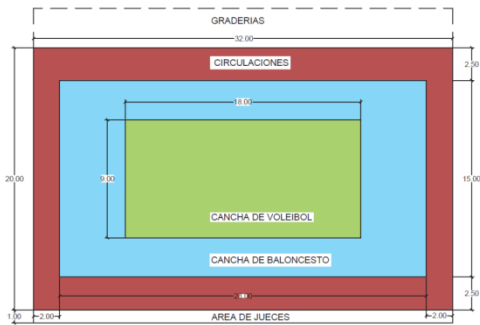 GRADERIAS
32.00
CIRCULACIONES
2.50
18.00
20.00
9.00
15.00
CANCHA DE VOLEIBOL
CANCHA DE BALONCESTO
2.50
1.00
2.00
AREA DE JUECES
2.00